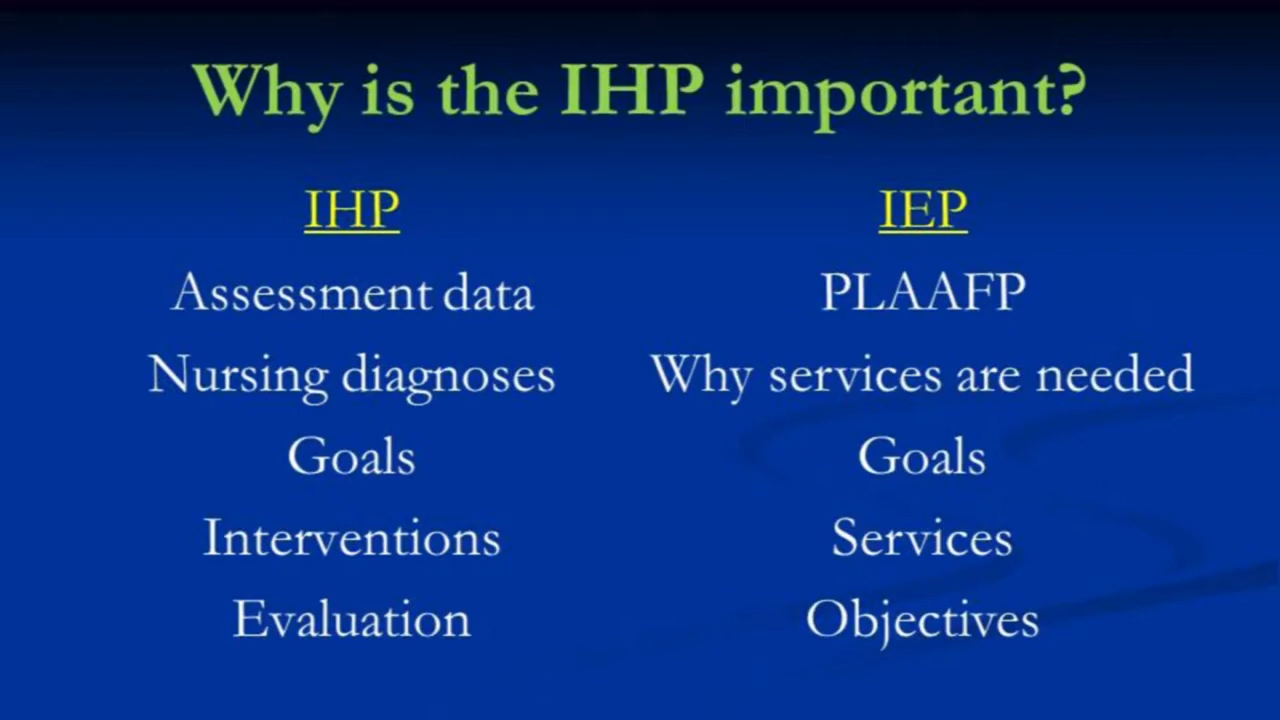 Why is the IHP important?
IHP
Assessment data
Nursing diagnoses
Goals
Interventions
Evaluation
IEP
PLAAFP
Why services are needed
Goals
Services
Objectives